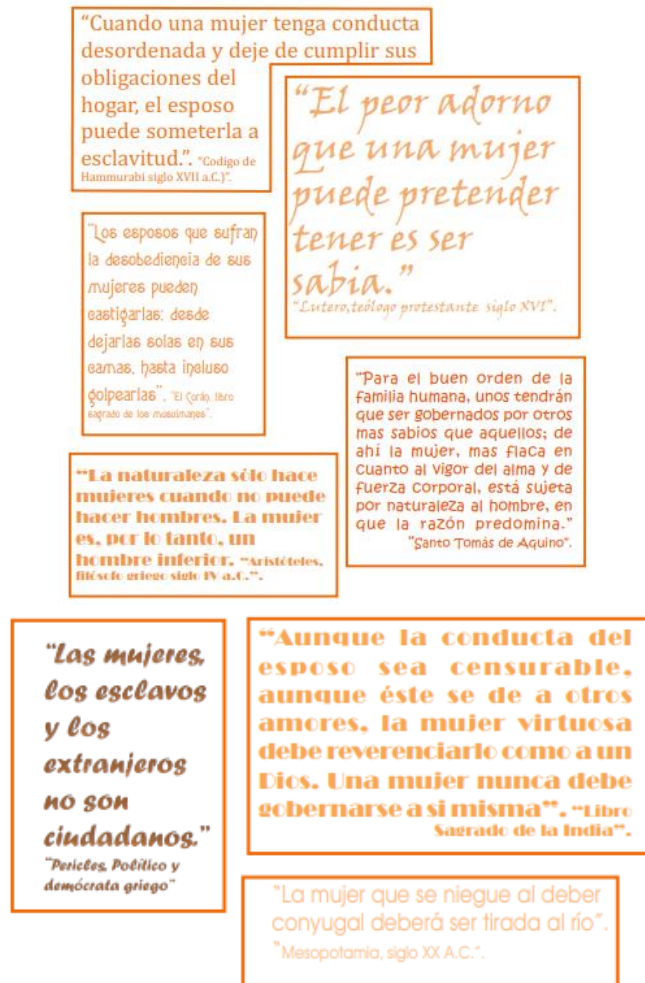 “Cuando una mujer tenga conducta
desordenada y deje de cumplir sus
obligaciones del
hogar, el esposo
puede someterla a
esclavitud.”. “Codigo de
Hammurabi siglo XVII a.C.)”.
“El peor adorno
que una mujer
puede pretender
tener es ser
sabia.”
“Lutero,teólogo protestante siglo XVI”.
“Los esposos que sufran
la desobediencia de sus
mujeres pueden
castigarlas: desde
dejarlas solas en sus
camas, hasta incluso
golpearlas”. “El Corán, libro
sagrado de los musulmanes”.
“Para el buen orden de la
familia humana, unos tendrán
que ser gobernados por otros
mas sabios que aquellos; de
ahí la mujer, mas flaca en
cuanto al vigor del alma y de
fuerza corporal, está sujeta
por naturaleza al hombre, en
que la razón predomina.”
“Santo Tomás de Aquino”.
“La naturaleza sólo hace
mujeres cuando no puede
hacer hombres. La mujer
es, por lo tanto, un
hombre inferior. “Aristóteles,
filósofo griego siglo IV a.C.”.
“Las mujeres,
los esclavos
y los
extranjeros
no son
ciudadanos.”
“Pericles, Político y
demócrata griego”
“Aunque la conducta del
esposo sea censurable,
aunque éste se de a otros
amores, la mujer virtuosa
debe reverenciarlo como a un
Dios. Una mujer nunca debe
gobernarse a si misma”. “Libro
Sagrado de la India”.
“La mujer que se niegue al deber
conyugal deberá ser tirada al río”.
“Mesopotamia, siglo XX A.C.”.